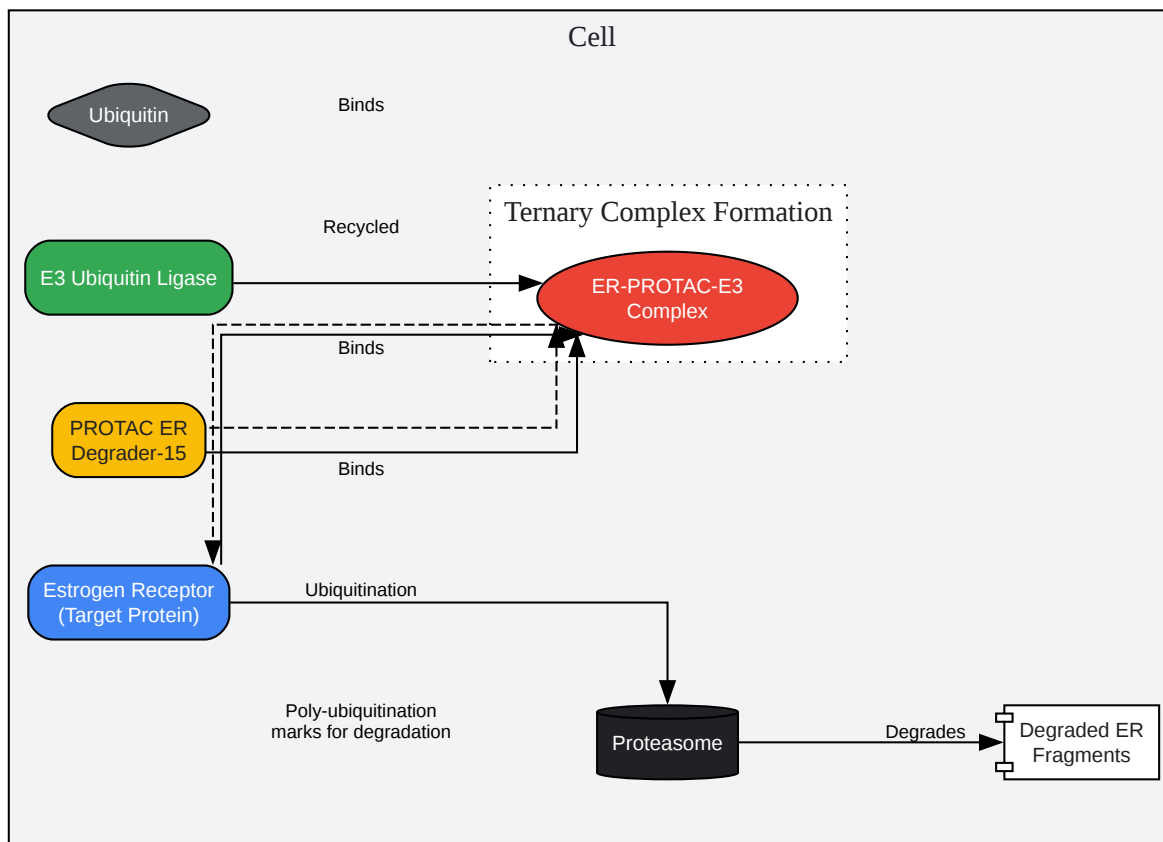 Cell
Ubiquitin
Binds
Ternary Complex Formation
Recycled
E3 Ubiquitin Ligase
ER-PROTAC-E3
Complex
Binds
PROTAC ER
Degrader-15
Binds
Estrogen Receptor
(Target Protein)
Ubiquitination
Poly-ubiquitination
marks for degradation
Proteasome
Degrades
Degraded ER
Fragments